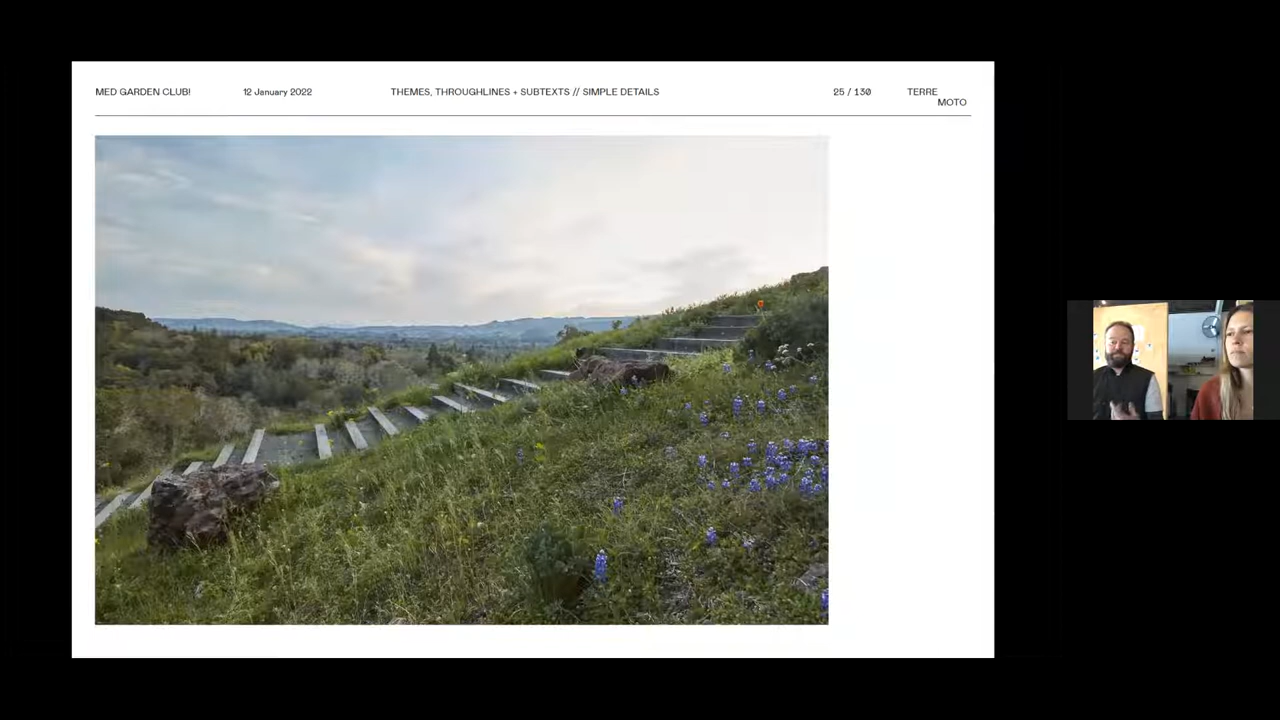 MED GARDEN CLUB! 12 January 2022 THEMES, THROUGHLINES + SUBTEXTS // SIMPLE DETAILS 25 / 130 TERRE
MOTO